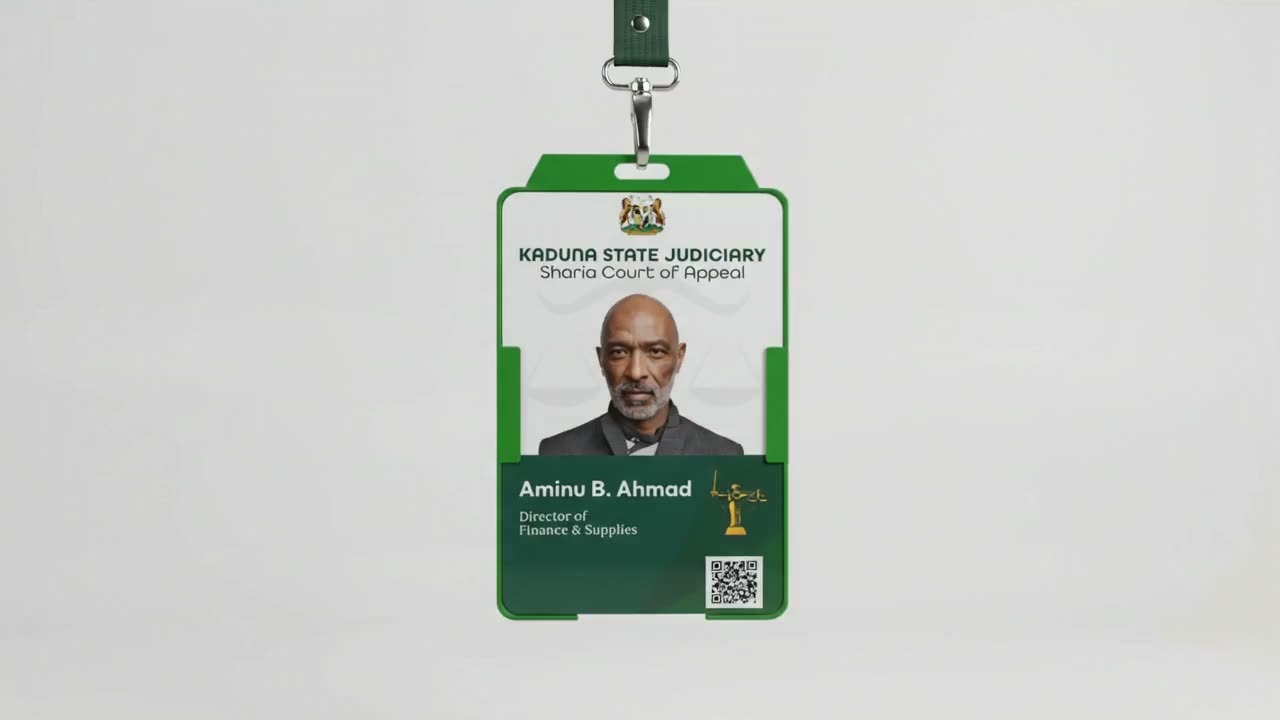 KADUNA STATE JUDICIARY
Sharia Court of Appeal
Aminu B. Ahmad
Director of
Finance & Supplies